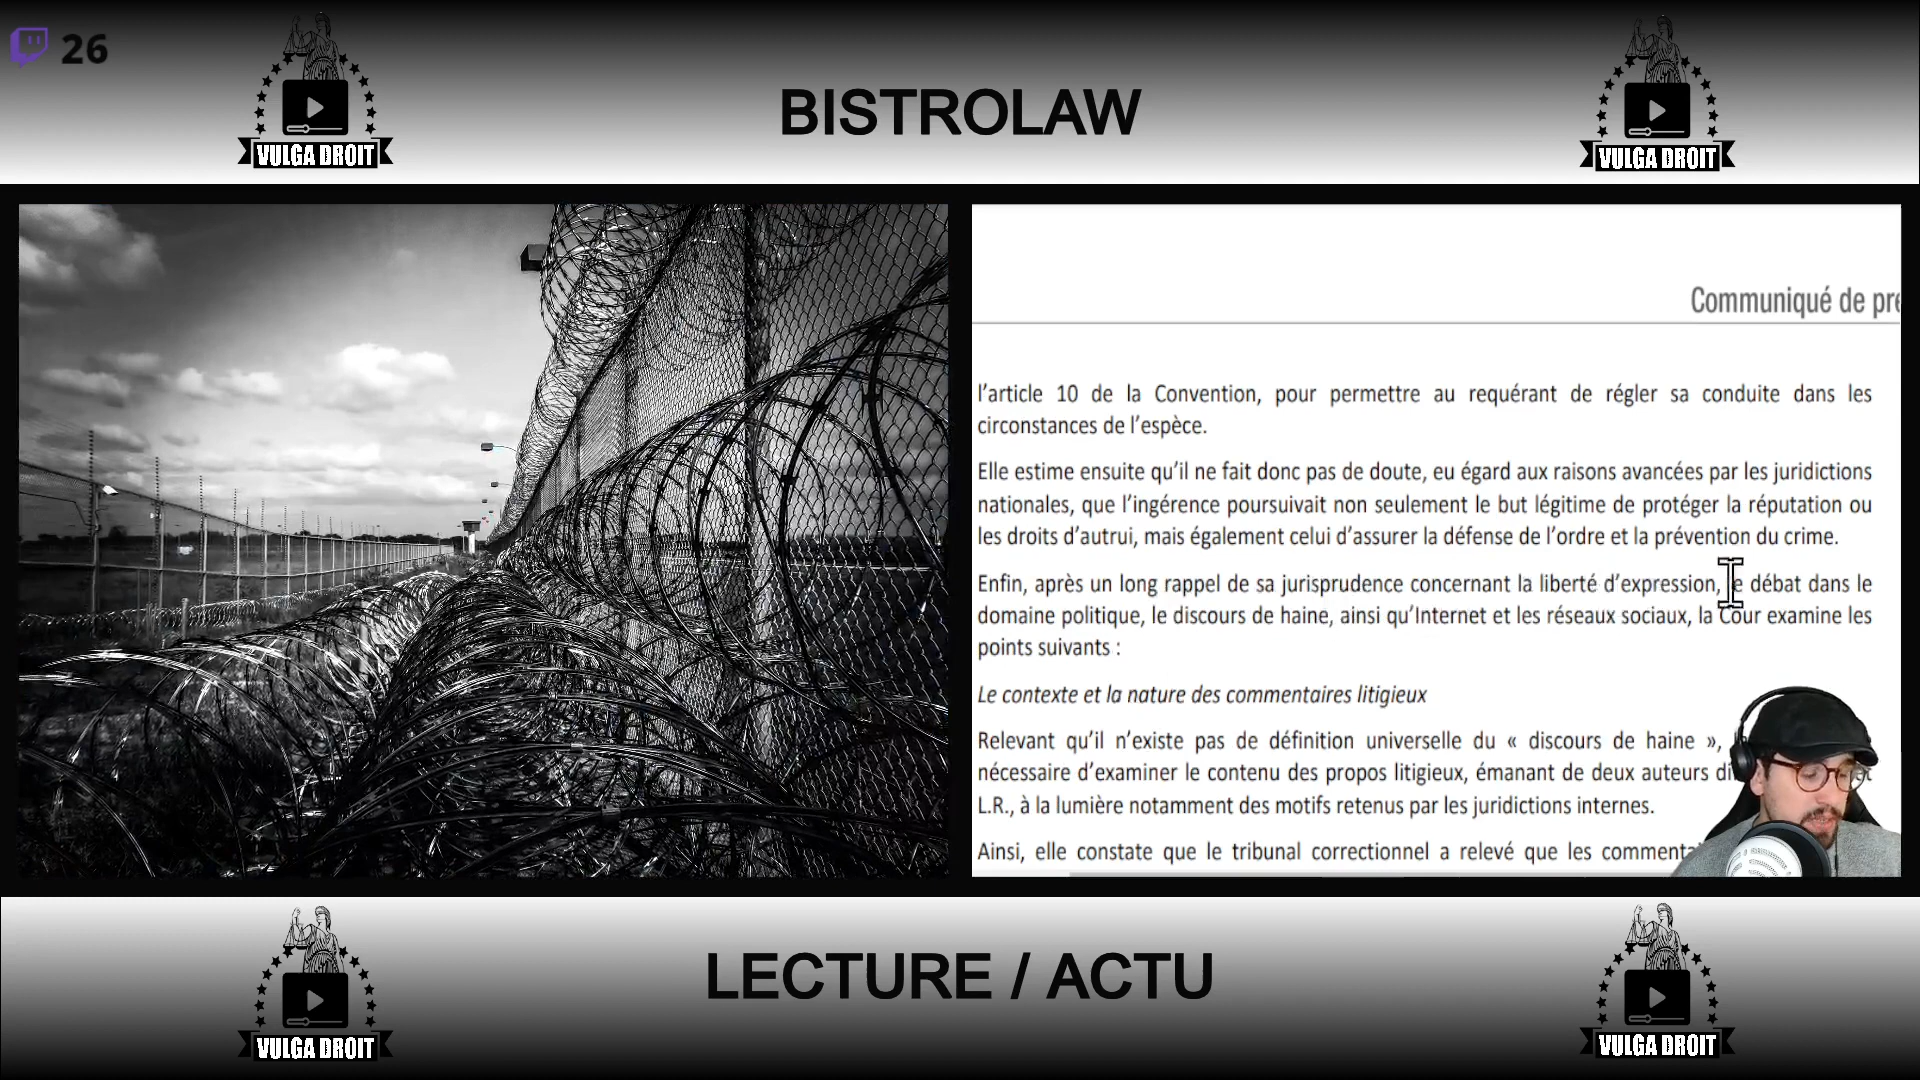 26
BISTROLAW
VULGA DROIT
VULGA DROIT
Communiqué de pre
l’article 10 de la Convention, pour permettre au requérant de régler sa conduite dans les
circonstances de l’espèce.
Elle estime ensuite qu’il ne fait donc pas de doute, eu égard aux raisons avancées par les juridictions
nationales, que l’ingérence poursuivait non seulement le but légitime de protéger la réputation ou
les droits d’autrui, mais également celui d’assurer la défense de l’ordre et la prévention du crime.
Enfin, après un long rappel de sa jurisprudence concernant la liberté d’expression, le débat dans le
domaine politique, le discours de haine, ainsi qu’Internet et les réseaux sociaux, la Cour examine les
points suivants :
Le contexte et la nature des commentaires litigieux
Relevant qu’il n’existe pas de définition universelle du « discours de haine »,
nécessaire d’examiner le contenu des propos litigieux, émanant de deux auteurs di et
L.R., à la lumière notamment des motifs retenus par les juridictions internes.
Ainsi, elle constate que le tribunal correctionnel a relevé que les commenta
LECTURE / ACTU
VULGA DROIT
VULGA DROIT